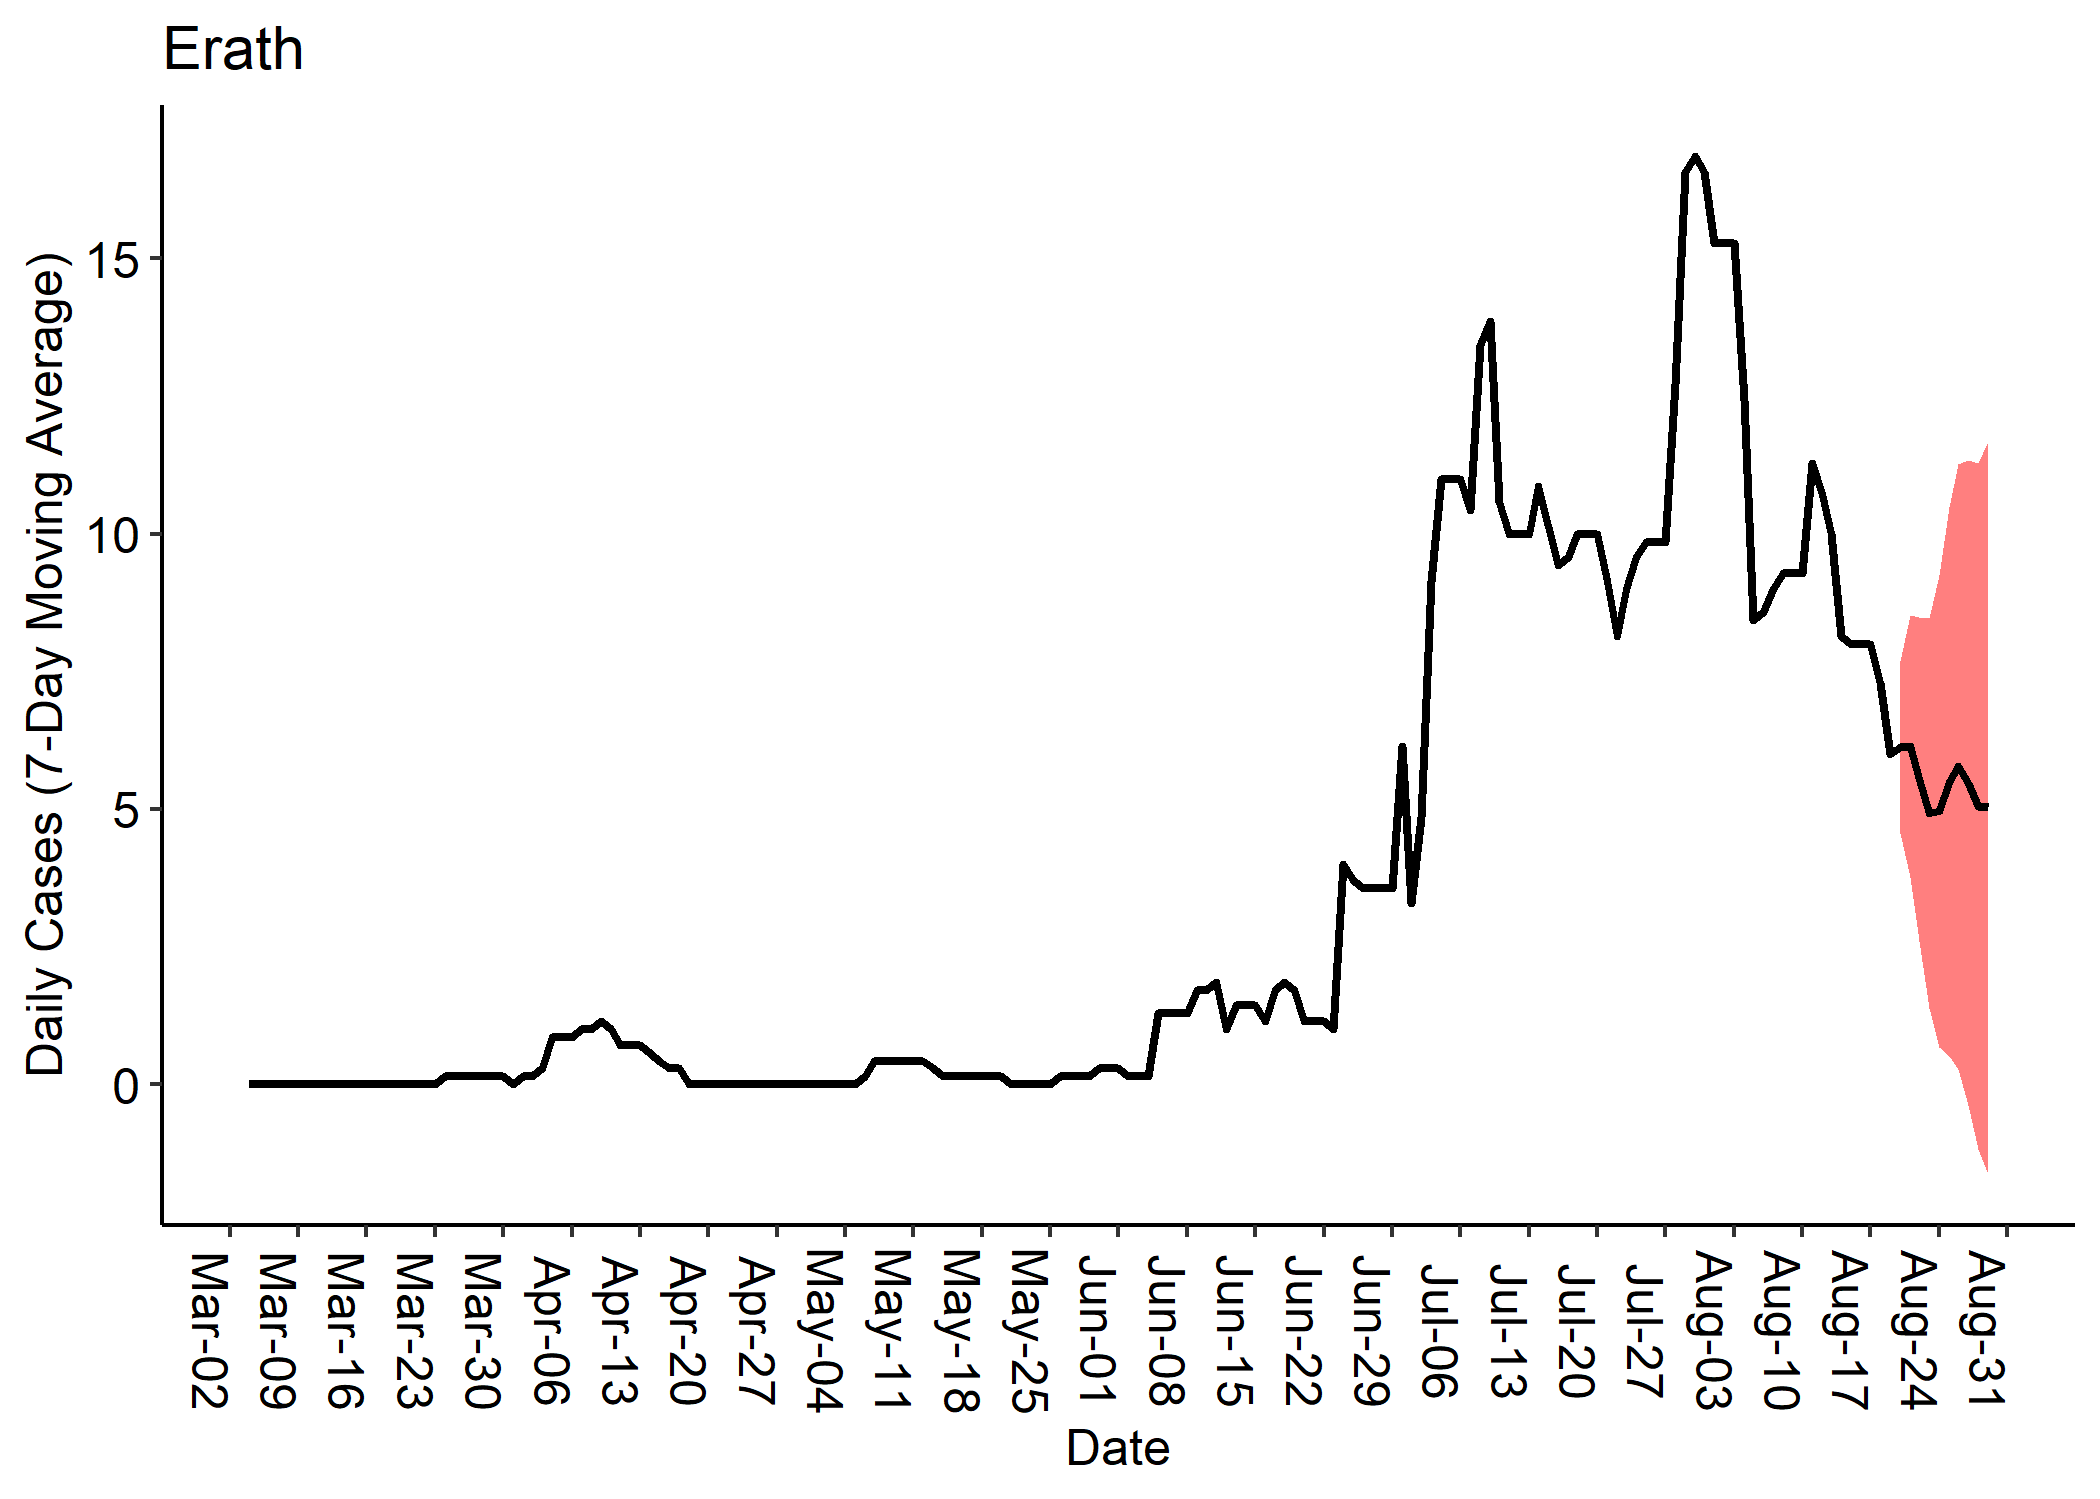 Erath
Daily Cases (7-Day Moving Average)
15
10
5
0
Mar-02
Mar-09
Mar-16
Mar-23
Mar-30
Apr-06
Apr-13
Apr-20
Apr-27
May-04
May-11
May-18
May-25
Jun-01
Jun-08
Jun-15
Jun-22
Jun-29
Jul-06
Jul-13
Jul-20
Jul-27
Aug-03
Aug-10
Aug-17
Aug-24
Aug-31
Date